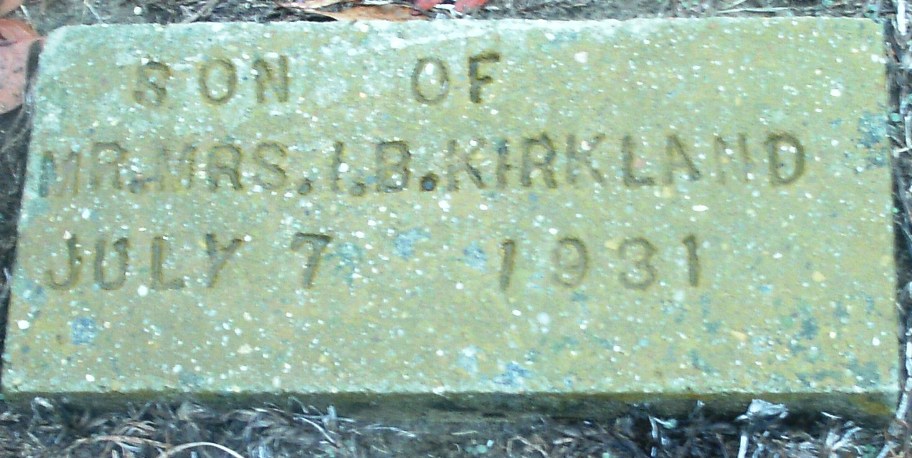 SON OF
MR.MRS.I.B.KIRKLAND
JULY 7 1931